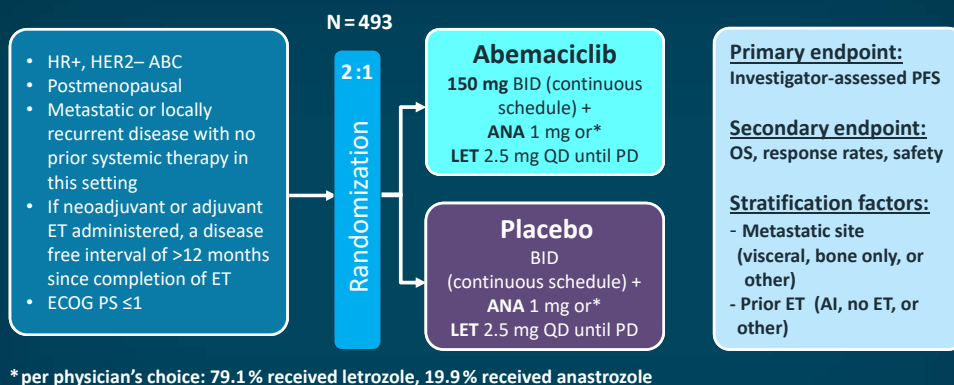 N = 493
• HR+, HER2– ABC
• Postmenopausal
• Metastatic or locally
recurrent disease with no
prior systemic therapy in
this setting
• If neoadjuvant or adjuvant
ET administered, a disease
free interval of >12 months
since completion of ET
• ECOG PS ≤1
2 :1
Randomization
Abemaciclib
150 mg BID (continuous
schedule) +
ANA 1 mg or*
LET 2.5 mg QD until PD
Placebo
BID
(continuous schedule) +
ANA 1 mg or*
LET 2.5 mg QD until PD
Primary endpoint:
Investigator-assessed PFS
Secondary endpoint:
OS, response rates, safety
Stratification factors:
- Metastatic site
(visceral, bone only, or
other)
- Prior ET (AI, no ET, or
other)
* per physician’s choice: 79.1 % received letrozole, 19.9 % received anastrozole